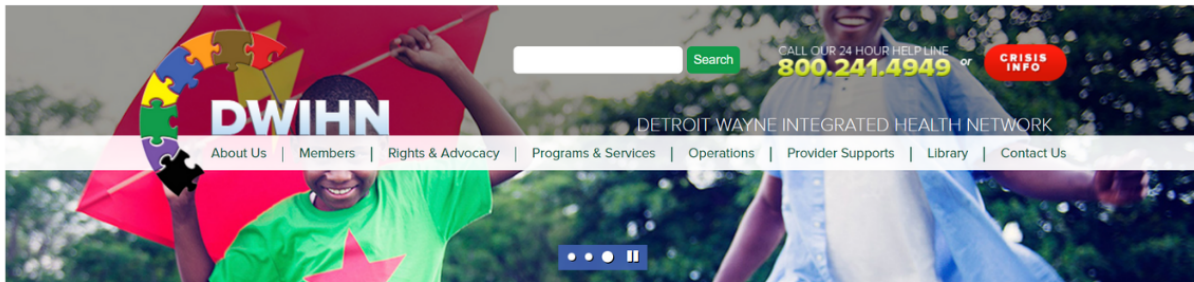 Search
CALL OUR 24 HOUR HELP LINE
800.241.4949 or
CRISIS
INFO
DWIHN
DETROIT WAYNE INTEGRATED HEALTH NETWORK
About Us | Members | Rights & Advocacy | Programs & Services | Operations | Provider Supports | Library | Contact Us